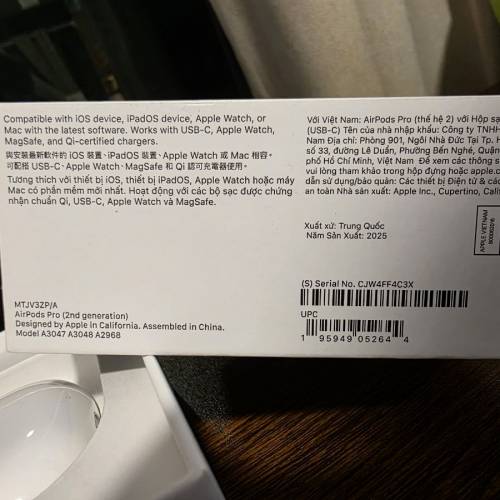 Compatible with iOS device, iPadOS device, Apple Watch, or
Mac with the latest software. Works with USB-C, Apple Watch,
MagSafe, and Qi-certified chargers.
與安裝最新軟件的 iOS 裝置、iPadOS 裝置、Apple Watch 或 Mac 相容。
可配搭 USB-C、Apple Watch、MagSafe 和 Qi 認可充電器使用。
Tương thích với thiết bị iOS, thiết bị iPadOS, Apple Watch hoặc máy
Mac có phần mềm mới nhất. Hoạt động với các bộ sạc được chứng
nhận chuẩn Qi, USB-C, Apple Watch và MagSafe.
MTJV3ZP/A
AirPods Pro (2nd generation)
Designed by Apple in California. Assembled in China.
Model A3047 A3048 A2968
Với Việt Nam: AirPods Pro (thế hệ 2) với Hộp sạ
(USB-C) Tên của nhà nhập khẩu: Công ty TNHH
Nam Địa chỉ: Phòng 901, Ngôi Nhà Đức Tại Tp. H
số 33, đường Lê Duẩn, Phường Bến Nghé, Quận
phố Hồ Chí Minh, Việt Nam Để xem các thông s
vui lòng tham khảo trong hộp đựng hoặc apple.c
dẫn sử dụng/bảo quản: Các thiết bị Điện tử & các
an toàn Nhà sản xuất: Apple Inc., Cupertino, Calif
Xuất xứ: Trung Quốc
Năm Sản Xuất: 2025
APPLE VIETNAM
(S) Serial No. CJW4FF4C3X
UPC
1 95949 05264 4